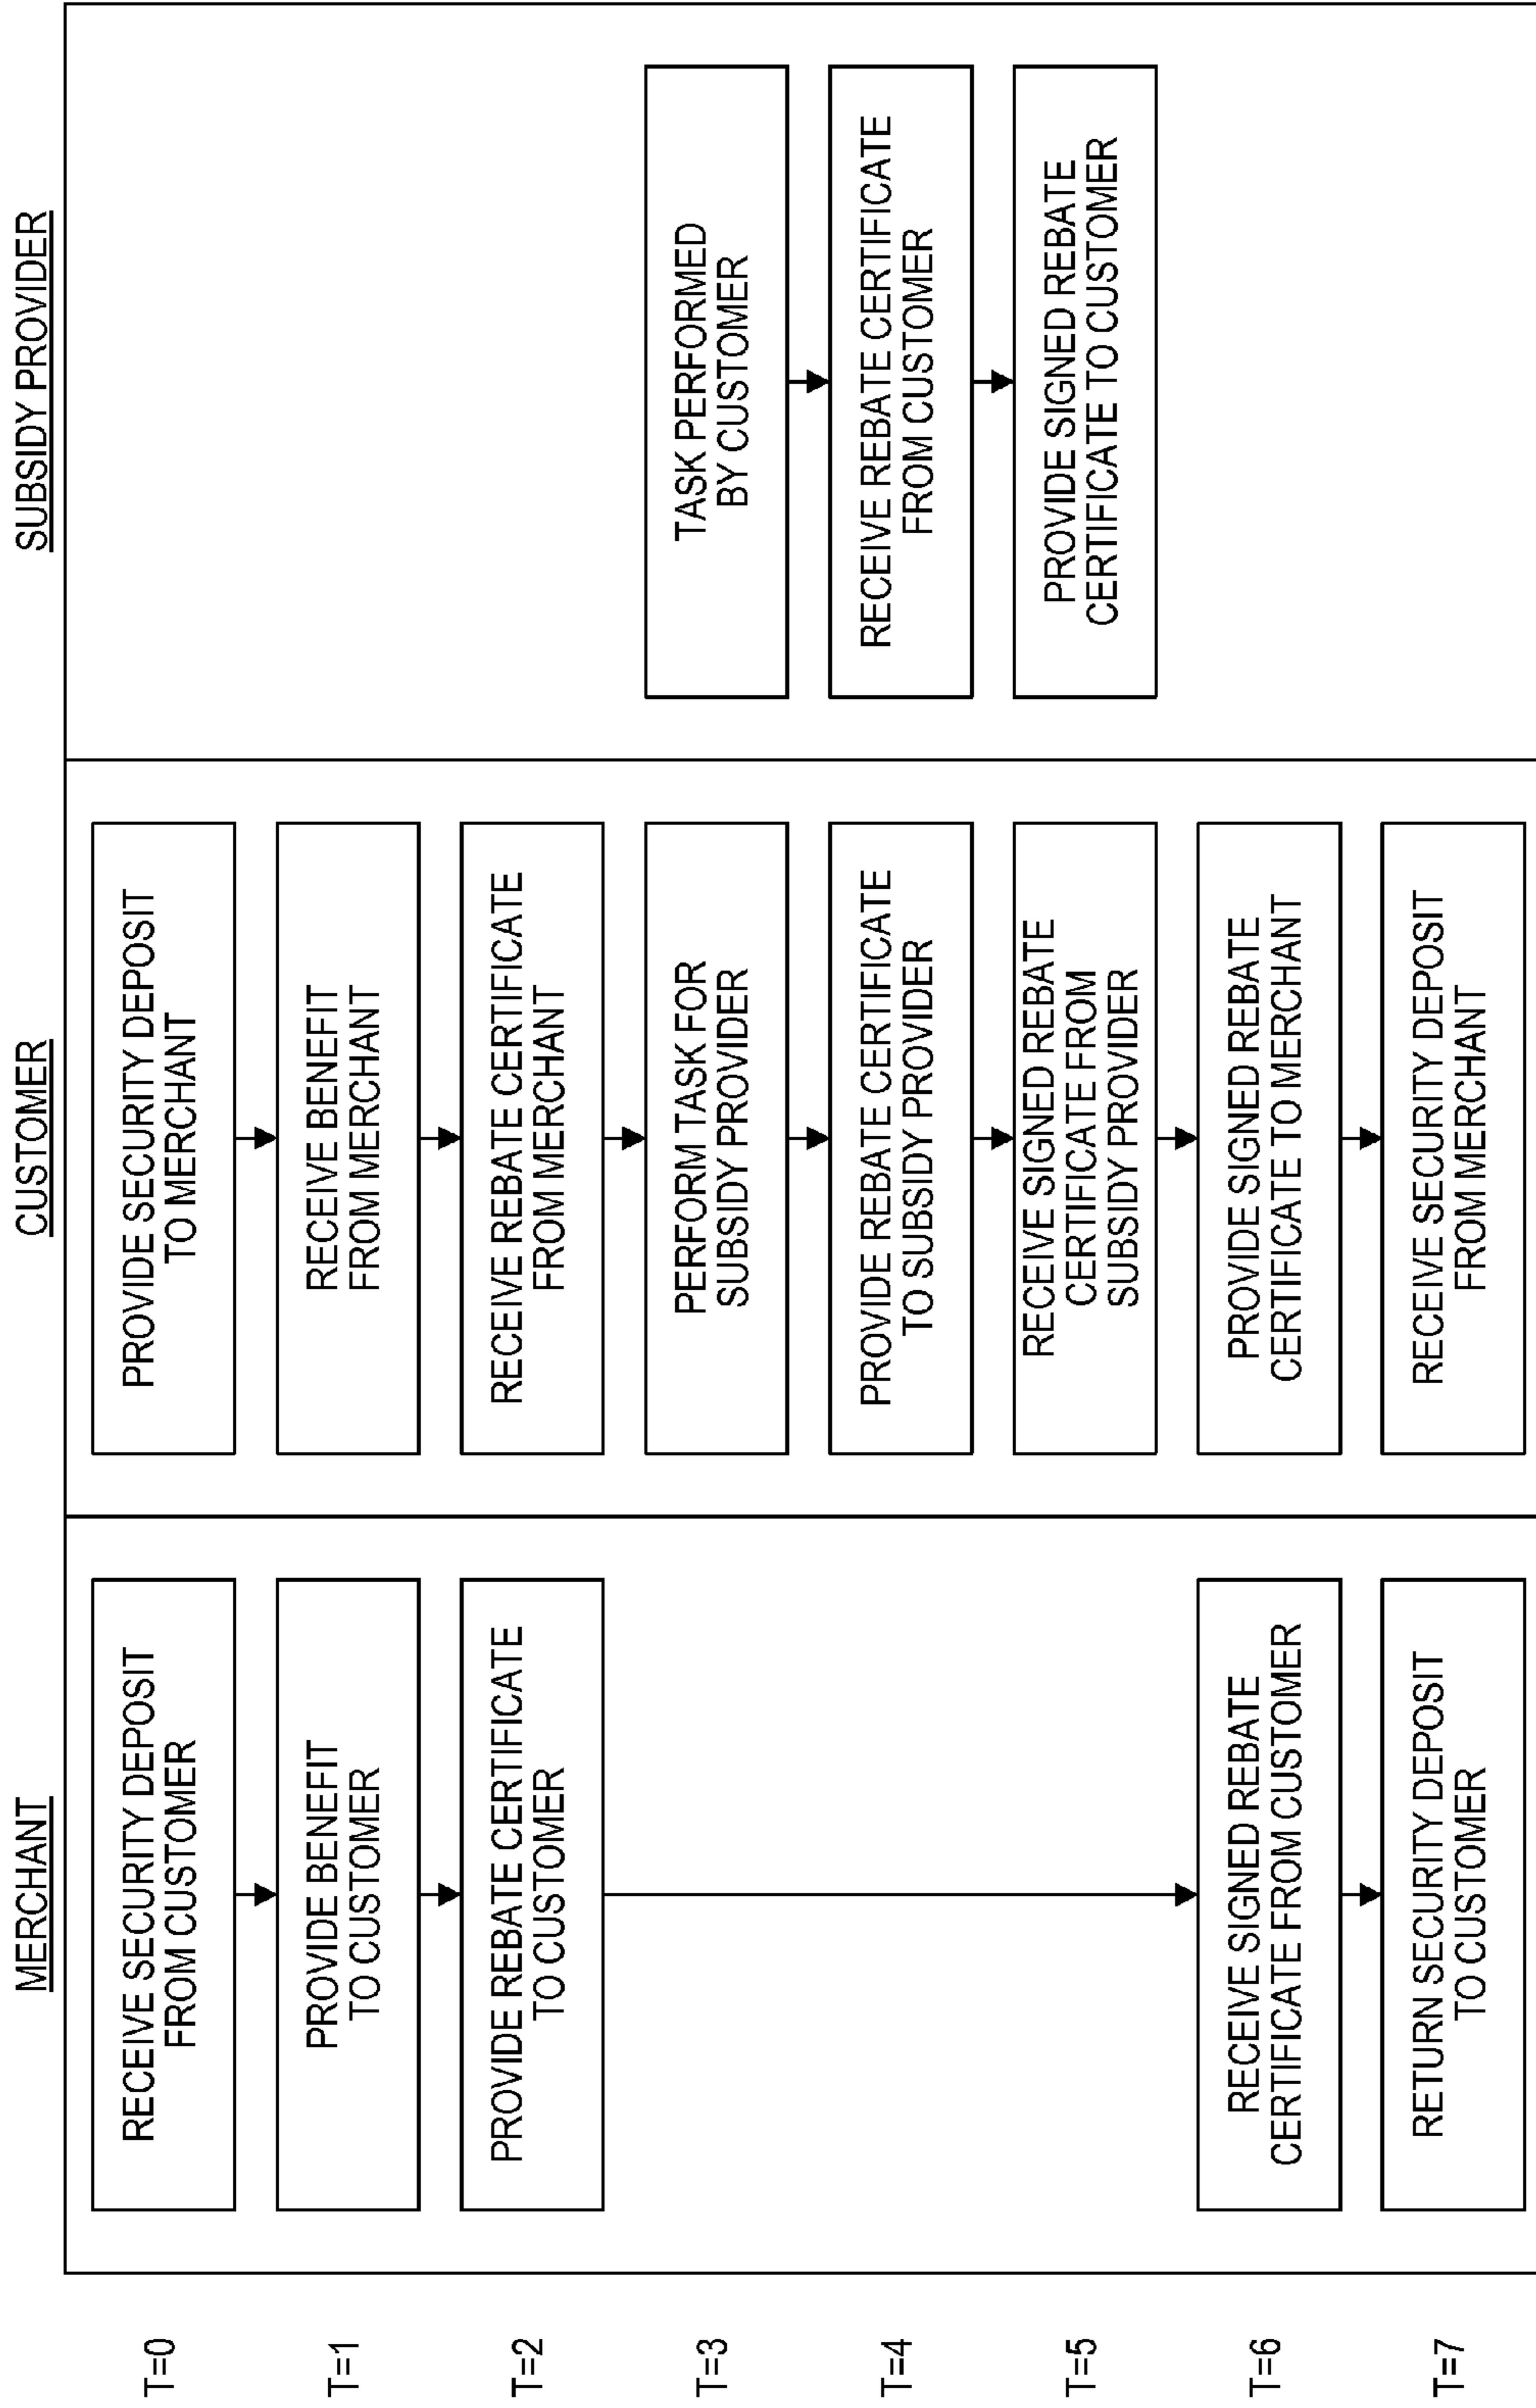 MERCHANT
CUSTOMER
SUBSIDY PROVIDER
T=0
RECEIVE SECURITY DEPOSIT
FROM CUSTOMER
PROVIDE SECURITY DEPOSIT
TO MERCHANT
T=1
PROVIDE BENEFIT
TO CUSTOMER
RECEIVE BENEFIT
FROM MERCHANT
T=2
PROVIDE REBATE CERTIFICATE
TO CUSTOMER
RECEIVE REBATE CERTIFICATE
FROM MERCHANT
T=3
PERFORM TASK FOR
SUBSIDY PROVIDER
TASK PERFORMED
BY CUSTOMER
T=4
PROVIDE REBATE CERTIFICATE
TO SUBSIDY PROVIDER
RECEIVE REBATE CERTIFICATE
FROM CUSTOMER
T=5
RECEIVE SIGNED REBATE
CERTIFICATE FROM
SUBSIDY PROVIDER
PROVIDE SIGNED REBATE
CERTIFICATE TO CUSTOMER
T=6
RECEIVE SIGNED REBATE
CERTIFICATE FROM CUSTOMER
PROVIDE SIGNED REBATE
CERTIFICATE TO MERCHANT
T=7
RETURN SECURITY DEPOSIT
TO CUSTOMER
RECEIVE SECURITY DEPOSIT
FROM MERCHANT